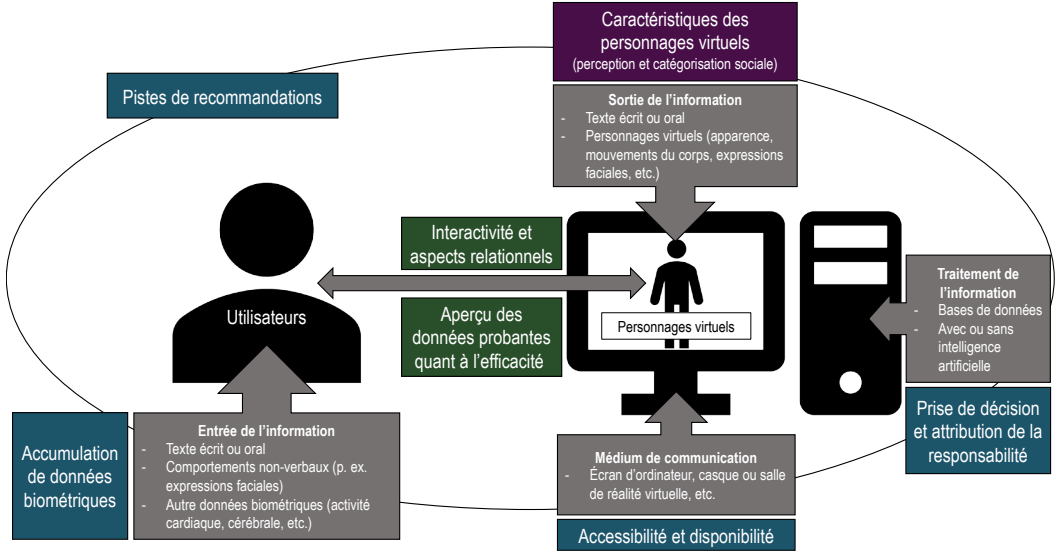 Caractéristiques des
personnages virtuels
(perception et catégorisation sociale)
Pistes de recommandations
Sortie de l'information
- Texte écrit ou oral
- Personnages virtuels (apparence,
mouvements du corps, expressions
faciales, etc.)
Interactivité et
aspects relationnels
Utilisateurs
Aperçu des
données probantes
quant à l'efficacité
Personnages virtuels
Traitement de
l'information
- Bases de données
- Avec ou sans
intelligence
artificielle
Prise de décision
et attribution de la
responsabilité
Accumulation
de données
biométriques
Entrée de l'information
- Texte écrit ou oral
- Comportements non-verbaux (p. ex.
expressions faciales)
- Autre données biométriques (activité
cardiaque, cérébrale, etc.)
Médium de communication
- Écran d'ordinateur, casque ou salle
de réalité virtuelle, etc.
Accessibilité et disponibilité